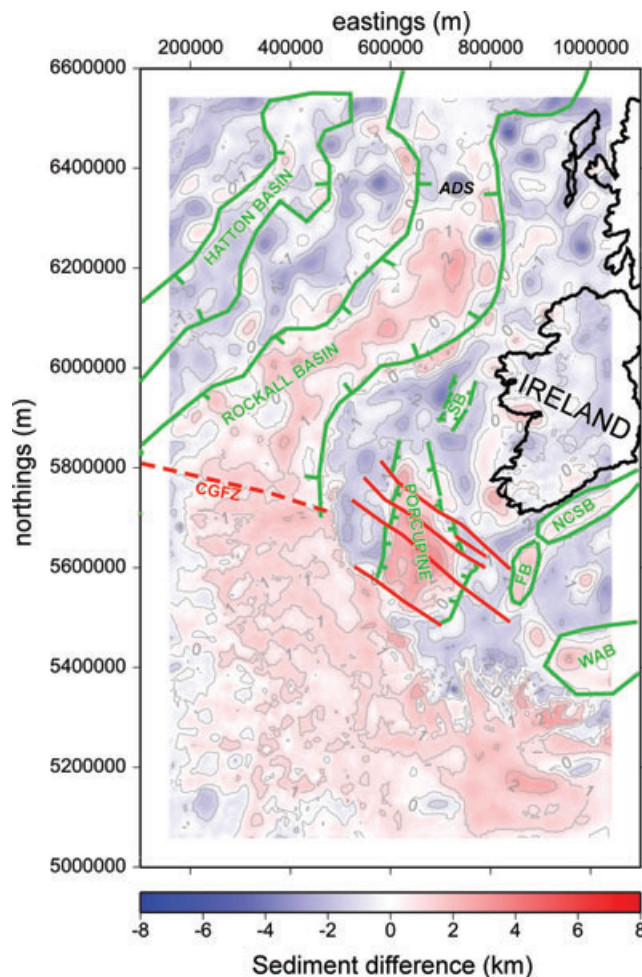 eastings (m)
200000 400000 600000 800000 1000000
northings (m)
6600000
6400000
6200000
6000000
5800000
5600000
5400000
5200000
5000000
HATTON BASIN
ADS
ROCKALL BASIN
SB
IRELAND
CGFZ
PORCUPINE
NCSB
FB
WAB
-8 -6 -4 -2 0 2 4 6 8
Sediment difference (km)